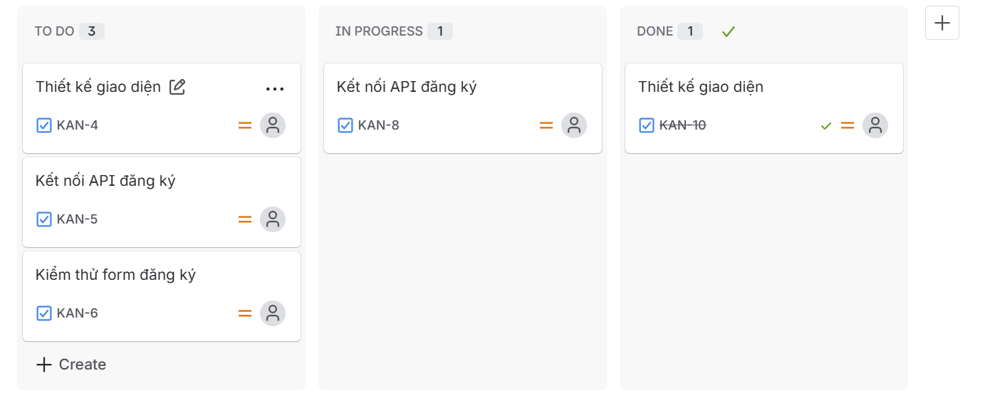 TO DO 3
Thiết kế giao diện
KAN-4
Kết nối API đăng ký
KAN-5
Kiểm thử form đăng ký
KAN-6
Create
IN PROGRESS 1
Kết nối API đăng ký
KAN-8
DONE 1
Thiết kế giao diện
KAN-10